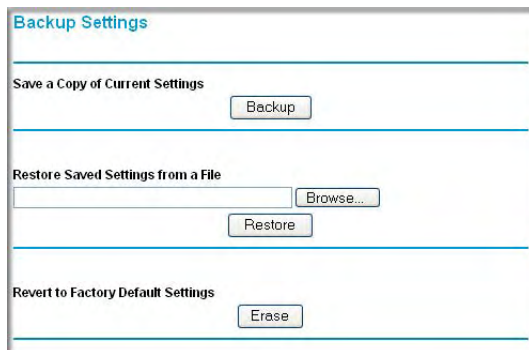 Backup Settings
Save a Copy of Current Settings
Backup
Restore Saved Settings from a File
Browse...
Restore
Revert to Factory Default Settings
Erase